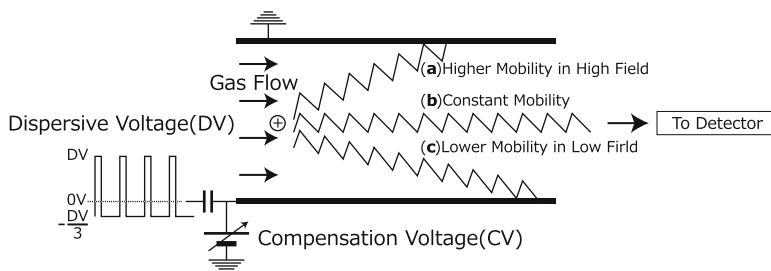 (a)Higher Mobility in High Field
Gas Flow
(b)Constant Mobility
Dispersive Voltage(DV)
To Detector
(c)Lower Mobility in Low Firld
DV
0V
-DV/3
Compensation Voltage(CV)